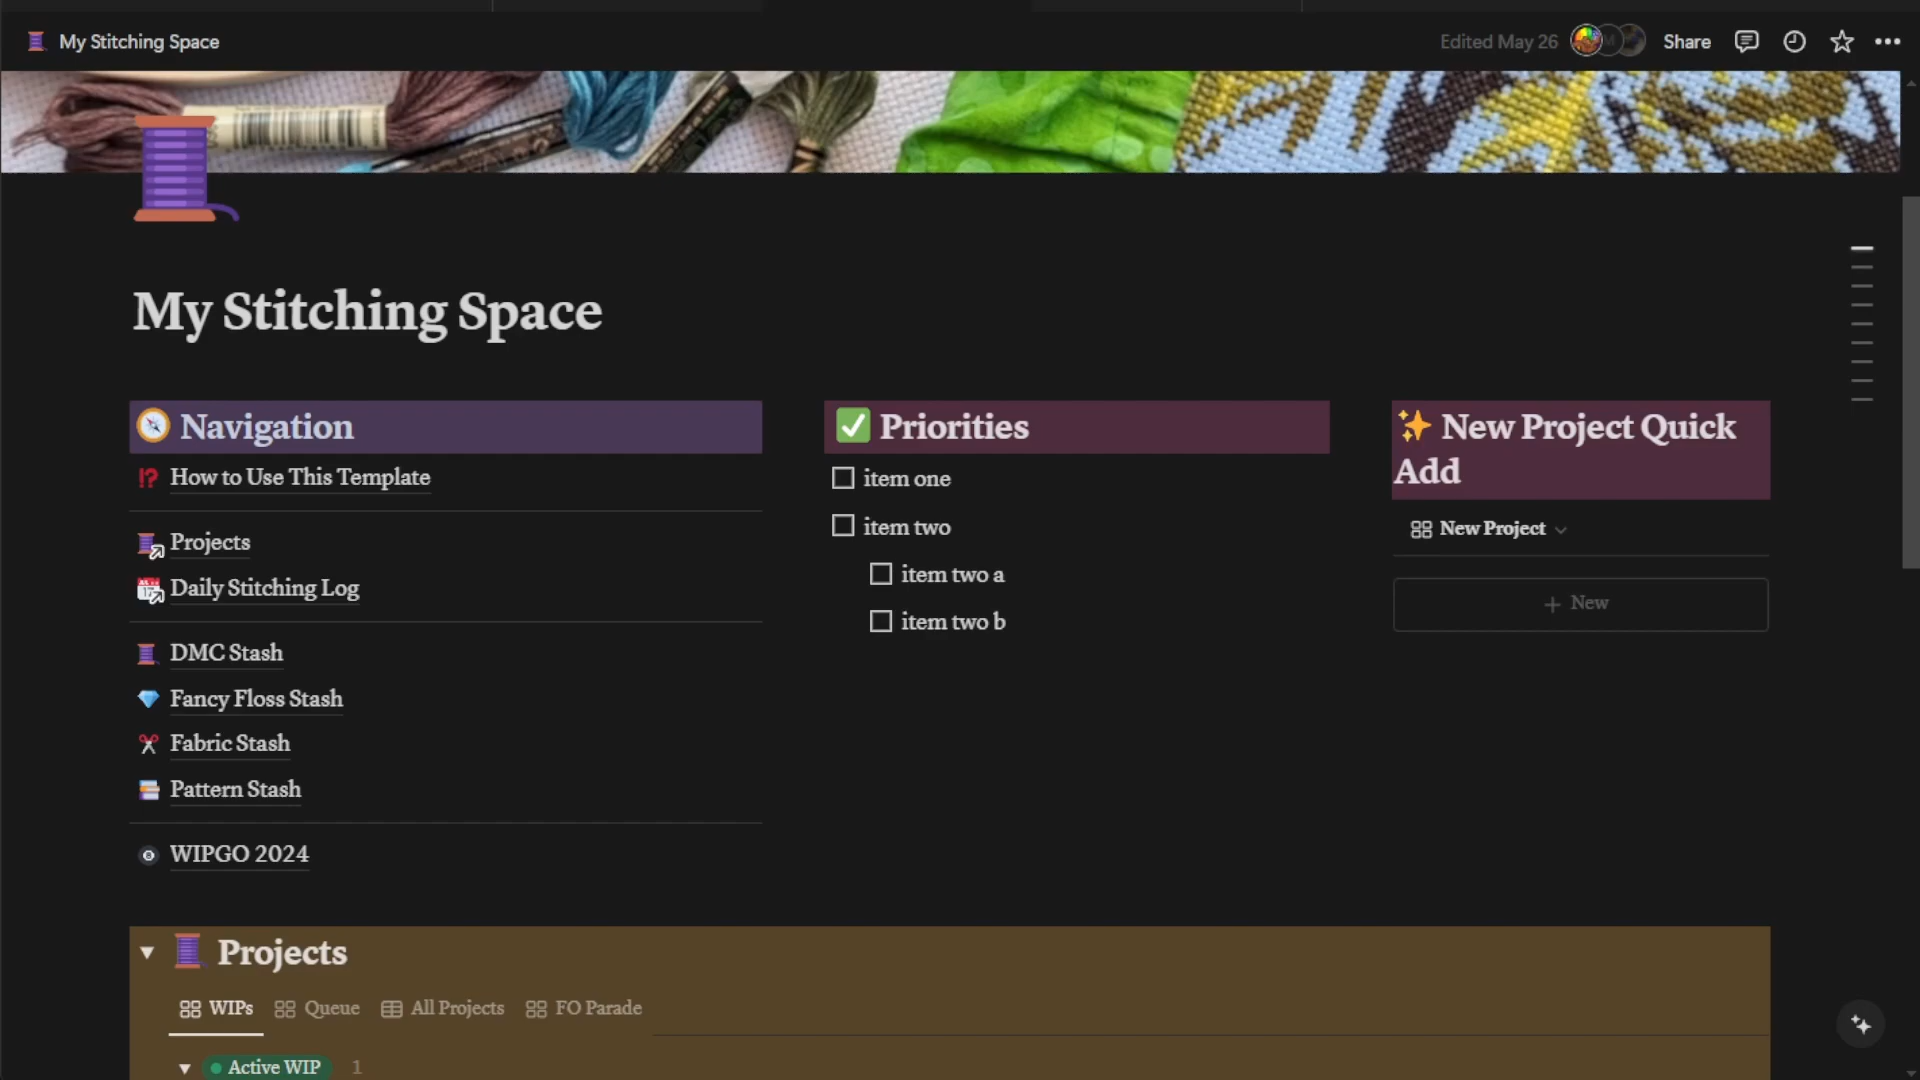 My Stitching Space
Edited May 26
Share
My Stitching Space
Navigation
How to Use This Template
Projects
Daily Stitching Log
DMC Stash
Fancy Floss Stash
Fabric Stash
Pattern Stash
WIPGO 2024
Priorities
item one
item two
item two a
item two b
New Project Quick
Add
New Project
+ New
Projects
WIPs Queue All Projects FO Parade
Active WIP 1